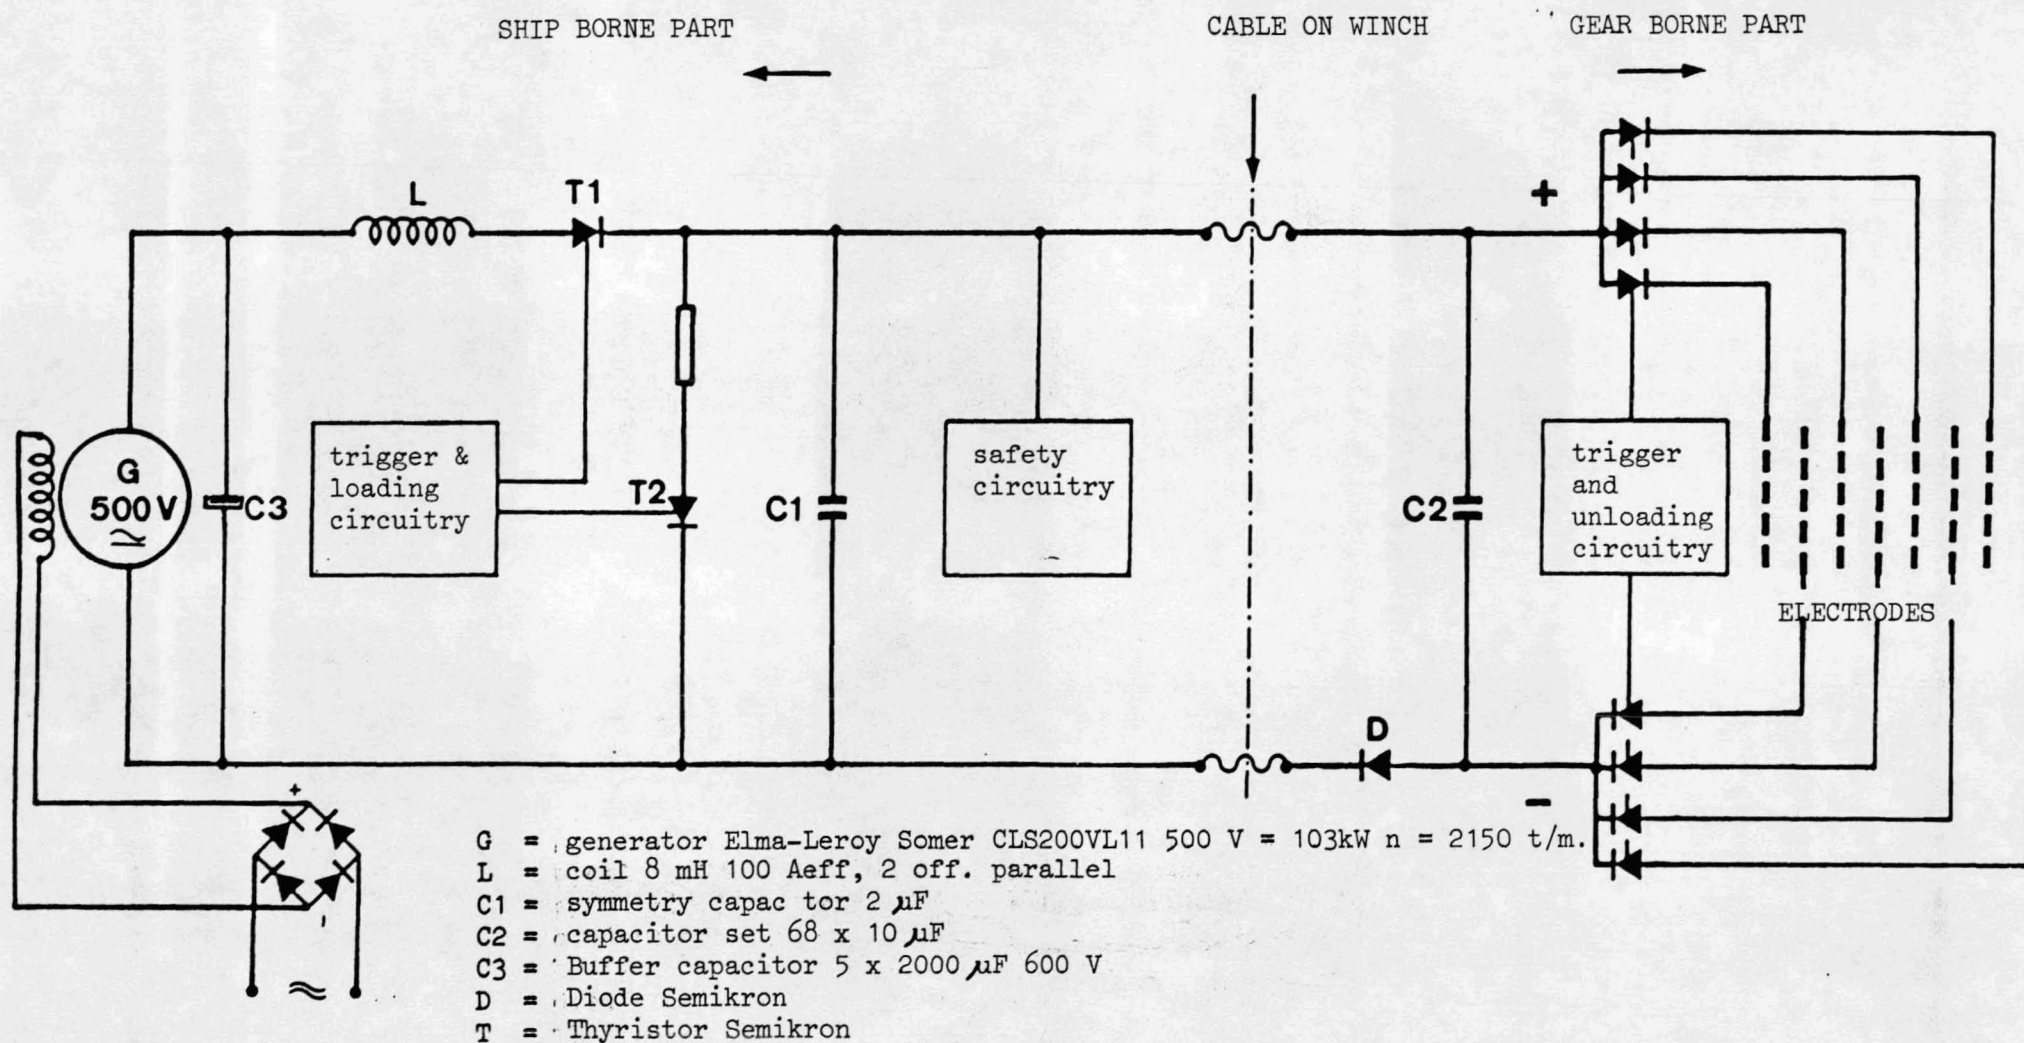 SHIP BORNE PART
CABLE ON WINCH
GEAR BORNE PART
L
T1
+
trigger &
loading
circuitry
safety
circuitry
trigger
and
unloading
circuitry
G
500 V
C3
T2
C1
C2
ELECTRODES
D
-
+
G = generator Elma-Leroy Somer CLS200VL11 500 V = 103kW n = 2150 t/m.
L = coil 8 mH 100 Aeff, 2 off. parallel
C1 = symmetry capac tor 2 µF
C2 = capacitor set 68 x 10 µF
C3 = Buffer capacitor 5 x 2000 µF 600 V
D = Diode Semikron
T = Thyristor Semikron